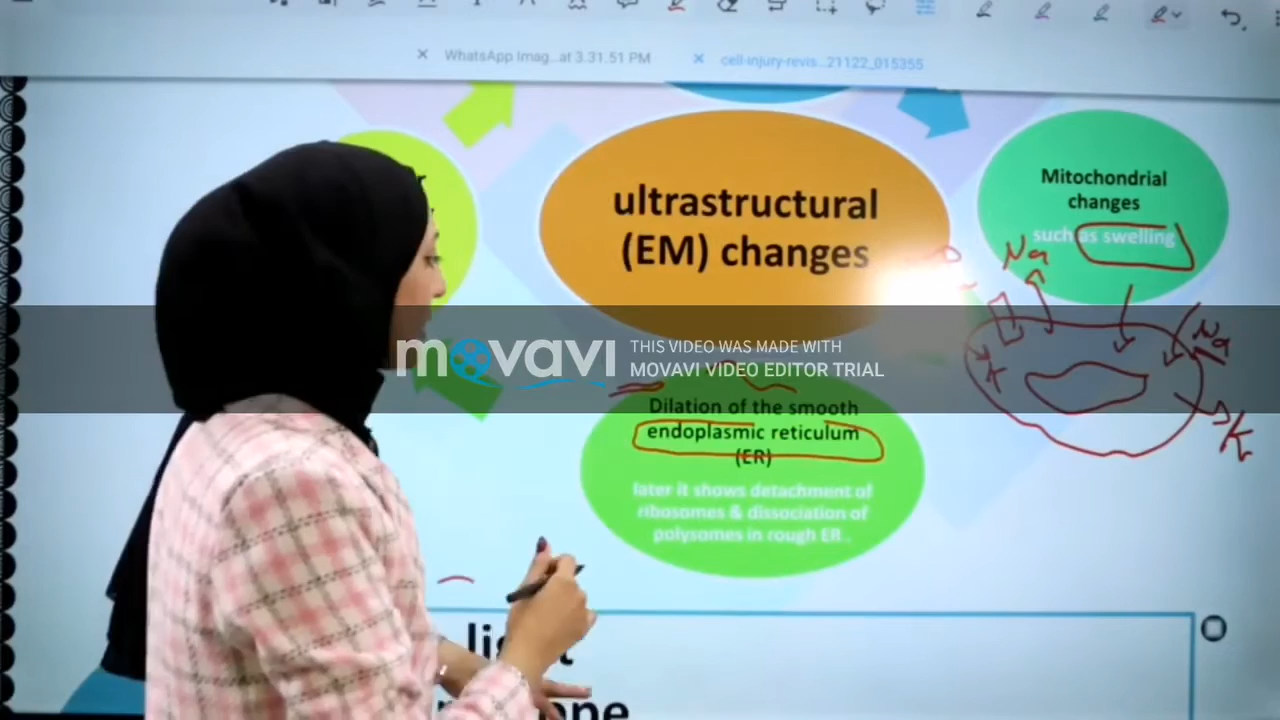 WhatsApp Imag...at 3.31.51 PM
cell-injury-revis...21122_015355
ultrastructural
(EM) changes
Mitochondrial
changes
such as swelling
Na
Na
K
K
movavi
THIS VIDEO WAS MADE WITH
MOVAVI VIDEO EDITOR TRIAL
Dilation of the smooth
endoplasmic reticulum
(ER)
later it shows detachment of
ribosomes & dissociation of
polysomes in rough ER.